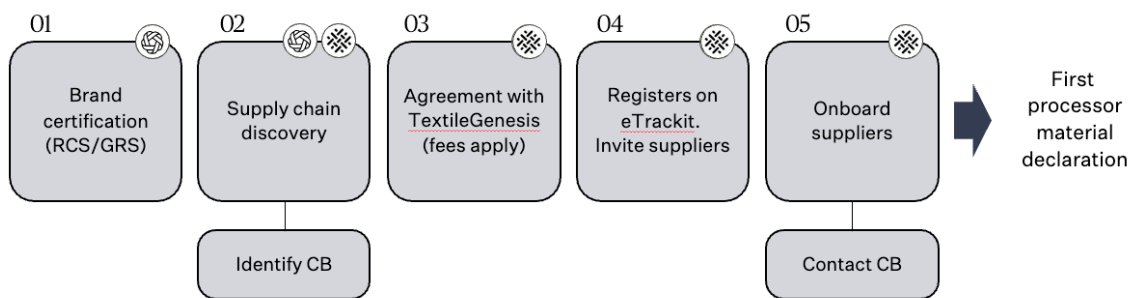 01
Brand
certification
(RCS/GRS)
02
Supply chain
discovery
Identify CB
03
Agreement with
TextileGenesis
(fees apply)
04
Registers on
eTrackit.
Invite suppliers
05
Onboard
suppliers
Contact CB
First
processor
material
declaration